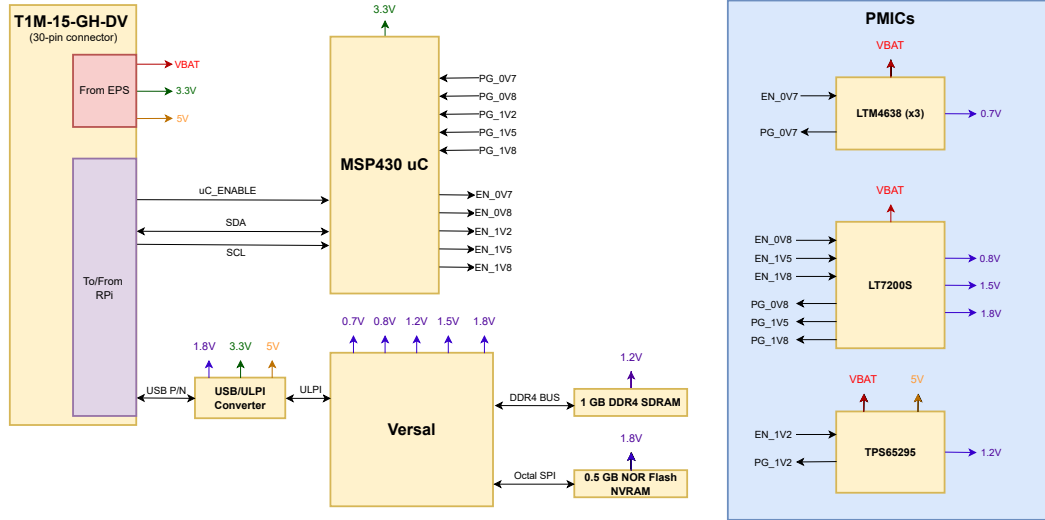 T1M-15-GH-DV
(30-pin connector)
From EPS
VBAT
3.3V
5V
To/From
RPi
uC_ENABLE
SDA
SCL
USB P/N
3.3V
MSP430 uC
PG_0V7
PG_0V8
PG_1V2
PG_1V5
PG_1V8
EN_0V7
EN_0V8
EN_1V2
EN_1V5
EN_1V8
1.8V
3.3V
5V
USB/ULPI
Converter
ULPI
0.7V
0.8V
1.2V
1.5V
1.8V
Versal
DDR4 BUS
1.2V
1 GB DDR4 SDRAM
Octal SPI
1.8V
0.5 GB NOR Flash
NVRAM
PMICs
VBAT
EN_0V7
PG_0V7
LTM4638 (x3)
0.7V
VBAT
EN_0V8
EN_1V5
EN_1V8
PG_0V8
PG_1V5
PG_1V8
LT7200S
0.8V
1.5V
1.8V
VBAT
5V
EN_1V2
PG_1V2
TPS65295
1.2V